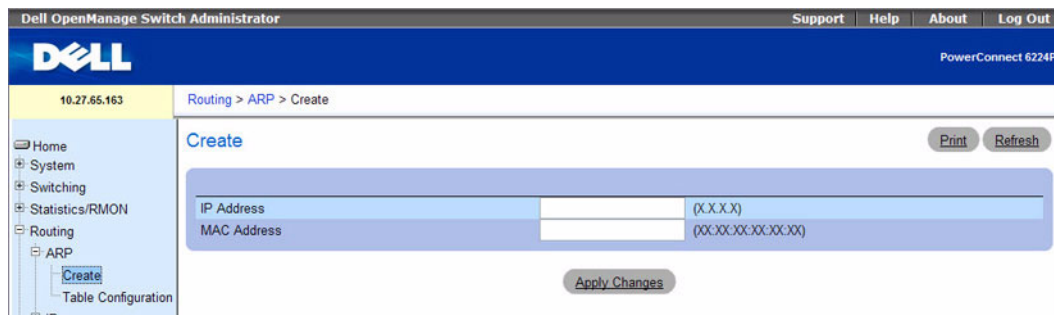 Dell OpenManage Switch Administrator
Support Help About Log Out
DELL
PowerConnect 6224P
10.27.65.163
Routing > ARP > Create
Home
System
Switching
Statistics/RMON
Routing
ARP
Create
Table Configuration
Create
Print Refresh
IP Address (X.X.X.X)
MAC Address (XX:XX:XX:XX:XX:XX)
Apply Changes